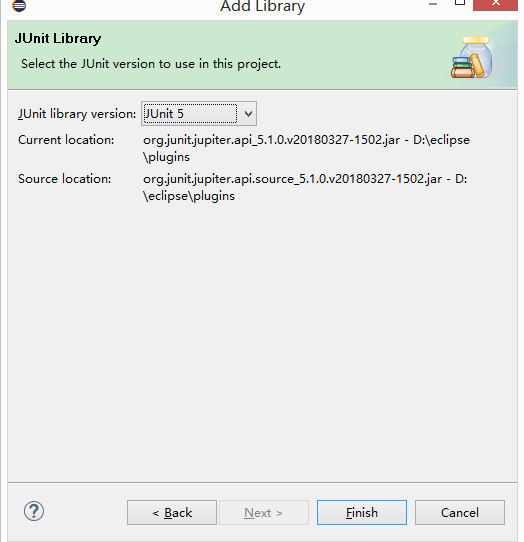 Add Library
JUnit Library
Select the JUnit version to use in this project.
JUnit library version: JUnit 5
Current location: org.junit.jupiter.api_5.1.0.v20180327-1502.jar - D:\eclipse
\plugins
Source location: org.junit.jupiter.api.source_5.1.0.v20180327-1502.jar - D:
\eclipse\plugins
? < Back Next > Finish Cancel